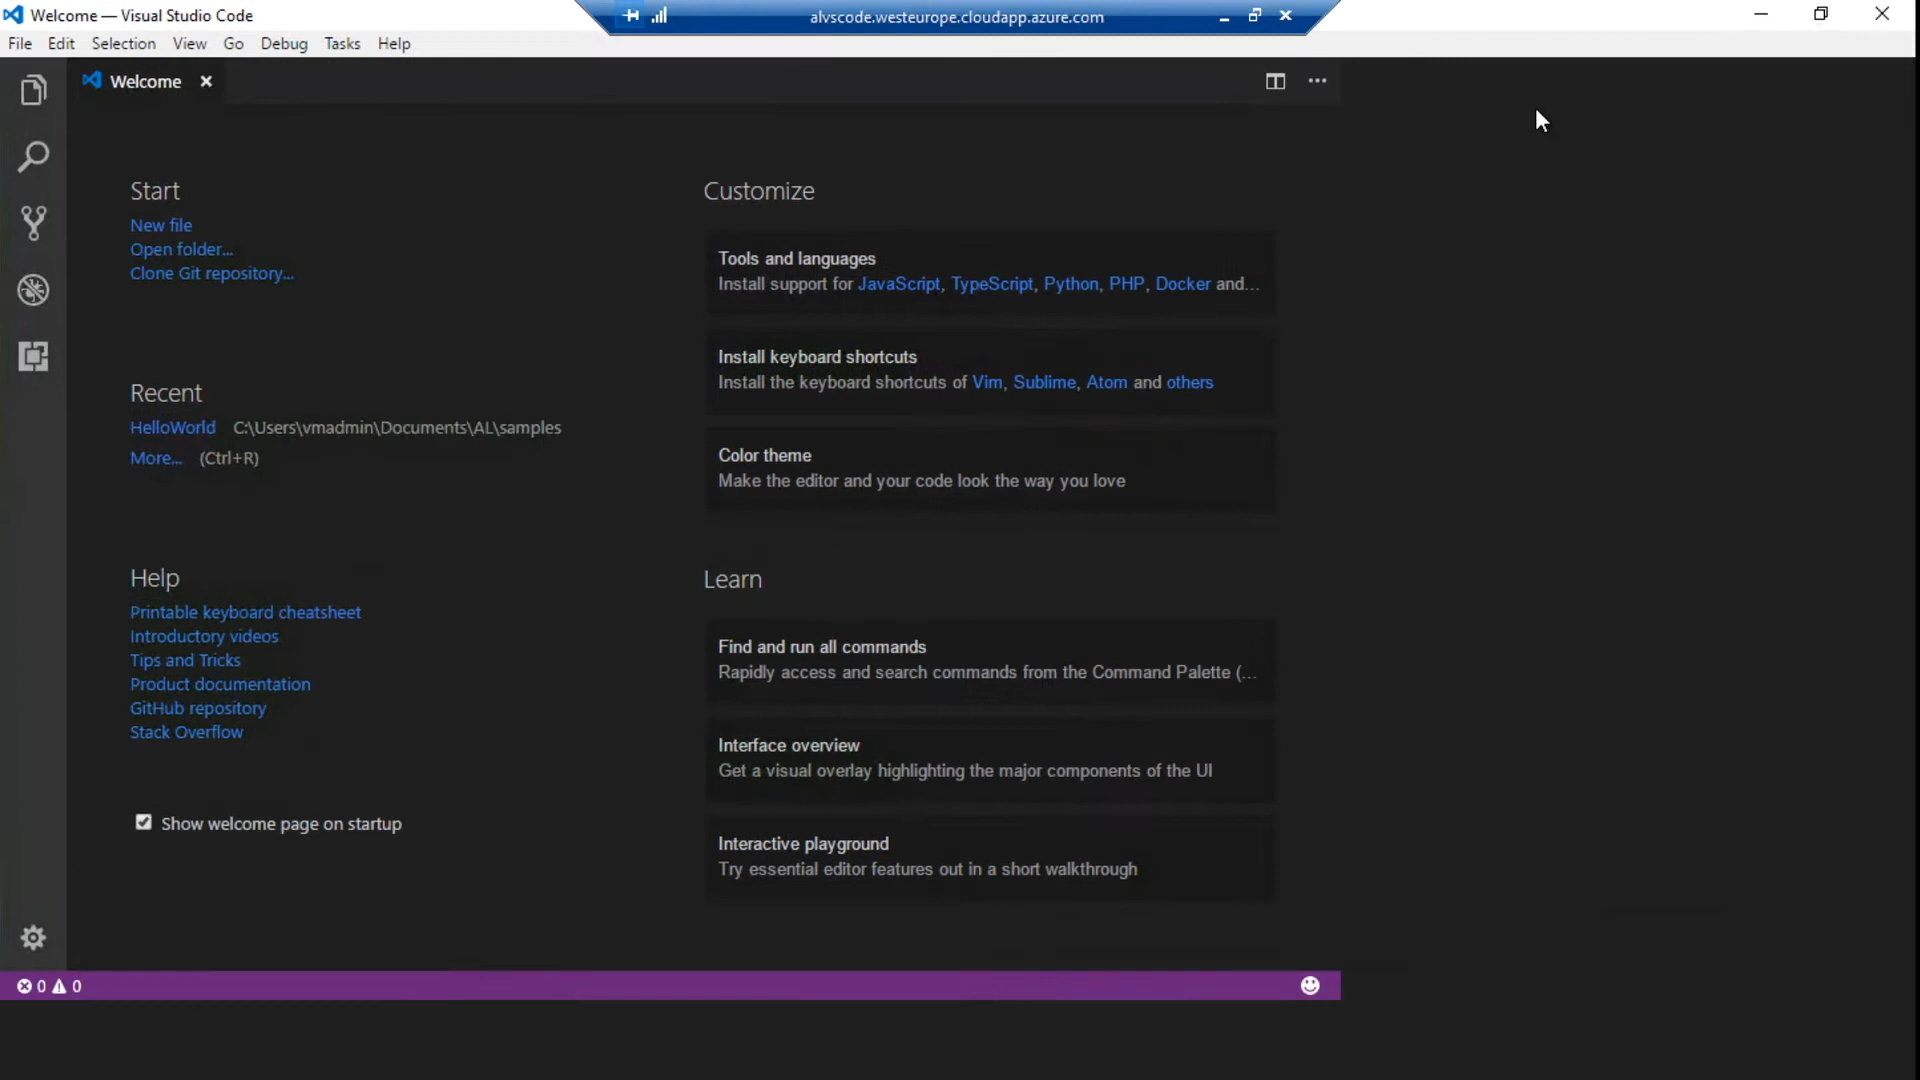 Welcome — Visual Studio Code
alvscode.westeurope.cloudapp.azure.com
File Edit Selection View Go Debug Tasks Help
Welcome
Start
New file
Open folder...
Clone Git repository...
Recent
HelloWorld C:\Users\vmadmin\Documents\AL\samples
More... (Ctrl+R)
Help
Printable keyboard cheatsheet
Introductory videos
Tips and Tricks
Product documentation
GitHub repository
Stack Overflow
Show welcome page on startup
Customize
Tools and languages
Install support for JavaScript, TypeScript, Python, PHP, Docker and...
Install keyboard shortcuts
Install the keyboard shortcuts of Vim, Sublime, Atom and others
Color theme
Make the editor and your code look the way you love
Learn
Find and run all commands
Rapidly access and search commands from the Command Palette (...
Interface overview
Get a visual overlay highlighting the major components of the UI
Interactive playground
Try essential editor features out in a short walkthrough
0 0